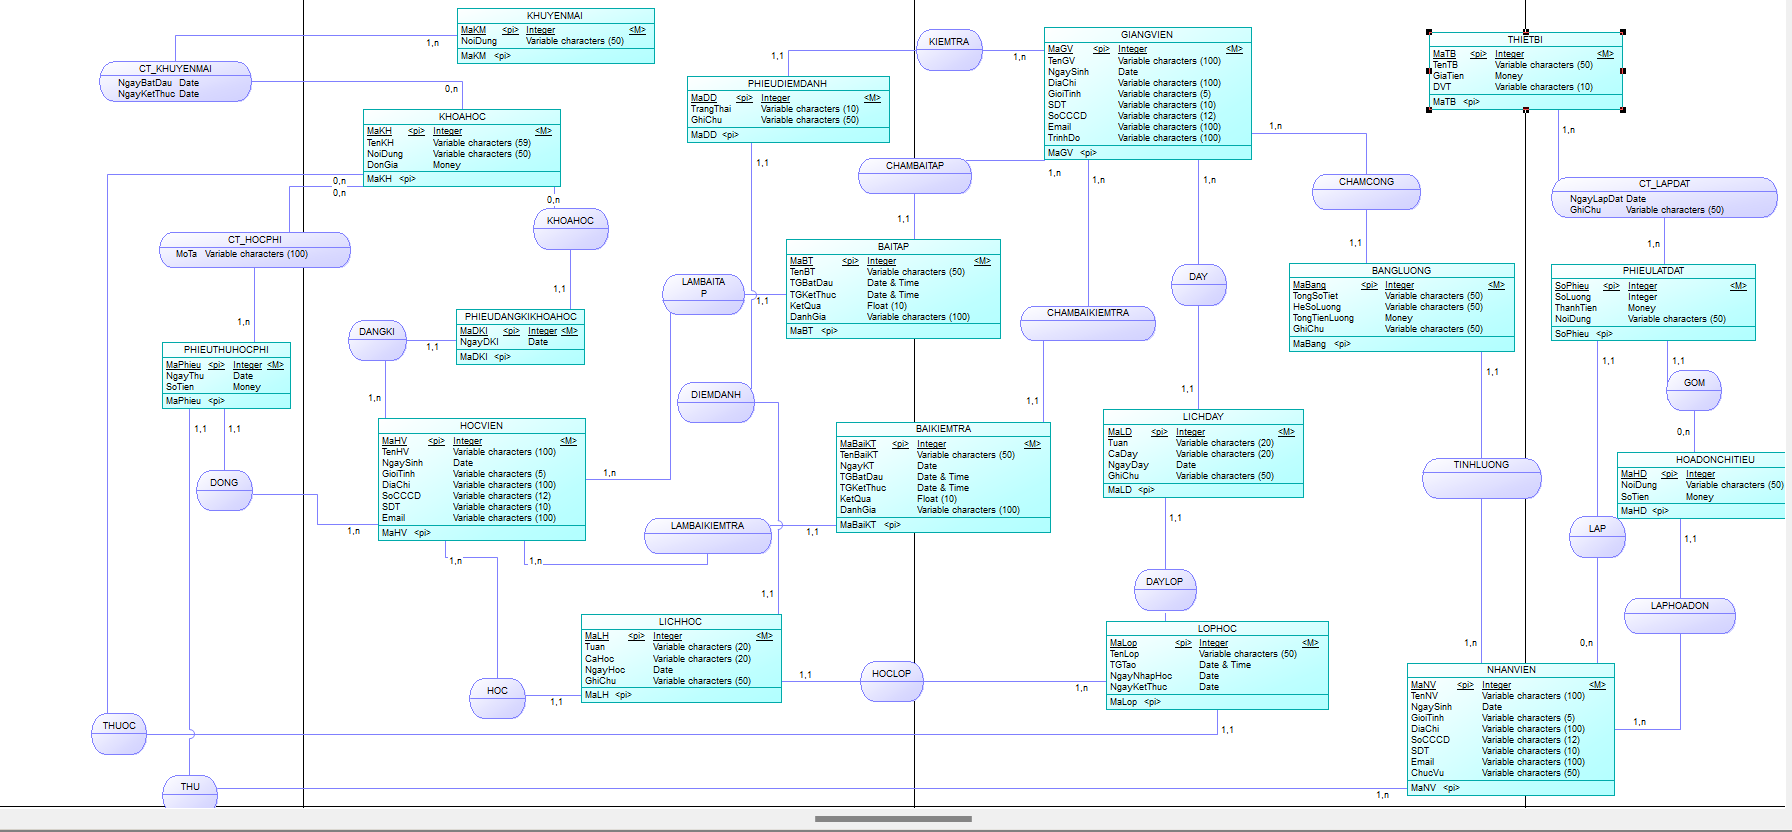 KHUYENMAI
MaKM <pi> Integer <M>
NoiDung Variable characters (50)
MaKM <pi>
1,n
CT_KHUYENMAI
NgayBatDau Date
NgayKetThuc Date
0,n
KHOAHOC
MaKH <pi> Integer <M>
TenKH Variable characters (59)
NoiDung Variable characters (50)
DonGia Money
MaKH <pi>
0,n
0,n
0,n
KHOAHOC
1,1
CT_HOCPHI
MoTa Variable characters (100)
1,n
PHIEUDANGKIKHOAHOC
MaDKI <pi> Integer <M>
NgayDKI Date
MaDKI <pi>
DANGKI
1,1
1,n
PHIEUTHUHOCPHI
MaPhieu <pi> Integer <M>
NgayThu Date
SoTien Money
MaPhieu <pi>
1,1
1,1
DONG
1,n
HOCVIEN
MaHV <pi> Integer <M>
TenHV Variable characters (100)
NgaySinh Date
GioiTinh Variable characters (5)
DiaChi Variable characters (100)
SoCCCD Variable characters (12)
SDT Variable characters (10)
Email Variable characters (100)
MaHV <pi>
1,n
1,n
1,n
KIEMTRA
1,1
1,n
PHIEUDIEMDANH
MaDD <pi> Integer <M>
TrangThai Variable characters (10)
GhiChu Variable characters (50)
MaDD <pi>
1,1
GIANGVIEN
MaGV <pi> Integer <M>
TenGV Variable characters (100)
NgaySinh Date
DiaChi Variable characters (100)
GioiTinh Variable characters (5)
SDT Variable characters (10)
SoCCCD Variable characters (12)
Email Variable characters (100)
TrinhDo Variable characters (100)
MaGV <pi>
1,n
1,n
1,n
1,n
CHAMBAITAP
1,1
BAITAP
MaBT <pi> Integer <M>
TenBT Variable characters (50)
TGBatDau Date & Time
TGKetThuc Date & Time
KetQua Float (10)
DanhGia Variable characters (100)
MaBT <pi>
LAMBAITA
P
1,1
CHAMBAIKIEMTRA
1,1
DIEMDANH
1,1
BAIKIEMTRA
MaBaiKT <pi> Integer <M>
TenBaiKT Variable characters (50)
NgayKT Date
TGBatDau Date & Time
TGKetThuc Date & Time
KetQua Float (10)
DanhGia Variable characters (100)
MaBaiKT <pi>
LAMBAIKIEMTRA
1,1
DAY
1,1
LICHDAY
MaLD <pi> Integer <M>
Tuan Variable characters (20)
CaDay Variable characters (20)
NgayDay Date
GhiChu Variable characters (50)
MaLD <pi>
1,1
DAYLOP
LOPHOC
MaLop <pi> Integer <M>
TenLop Variable characters (50)
TGTao Date & Time
NgayNhapHoc Date
NgayKetThuc Date
MaLop <pi>
1,1
LICHHOC
MaLH <pi> Integer <M>
Tuan Variable characters (20)
CaHoc Variable characters (20)
NgayHoc Date
GhiChu Variable characters (50)
MaLH <pi>
HOC
1,1
1,1
HOCLOP
1,n
THUOC
THU
1,n
CHAMCONG
1,1
BANGLUONG
MaBang <pi> Integer <M>
TongSoTiet Variable characters (50)
HeSoLuong Variable characters (50)
TongTienLuong Money
GhiChu Variable characters (50)
MaBang <pi>
1,1
TINHLUONG
1,n
THIETBI
MaTB <pi> Integer <M>
TenTB Variable characters (50)
GiaTien Money
DVT Variable characters (10)
MaTB <pi>
1,n
CT_LAPDAT
NgayLapDat Date
GhiChu Variable characters (50)
1,n
PHIEULATDAT
SoPhieu <pi> Integer <M>
SoLuong Integer
ThanhTien Money
NoiDung Variable characters (50)
SoPhieu <pi>
1,1
1,1
GOM
0,n
HOADONCHITIEU
MaHD <pi> Integer
NoiDung Variable characters (50)
SoTien Money
MaHD <pi>
1,1
LAP
0,n
LAPHOADON
1,n
NHANVIEN
MaNV <pi> Integer <M>
TenNV Variable characters (100)
NgaySinh Date
GioiTinh Variable characters (5)
DiaChi Variable characters (100)
SoCCCD Variable characters (12)
SDT Variable characters (10)
Email Variable characters (100)
ChucVu Variable characters (50)
MaNV <pi>